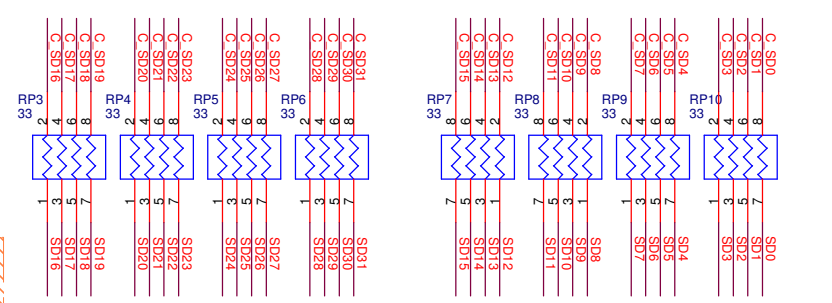 C_SD16
C_SD17
C_SD18
C_SD19
C_SD20
C_SD21
C_SD22
C_SD23
C_SD24
C_SD25
C_SD26
C_SD27
C_SD28
C_SD29
C_SD30
C_SD31
C_SD15
C_SD14
C_SD13
C_SD12
C_SD11
C_SD10
C_SD9
C_SD8
C_SD7
C_SD6
C_SD5
C_SD4
C_SD3
C_SD2
C_SD1
C_SD0
RP3 RP4 RP5 RP6 RP7 RP8 RP9 RP10
33 33 33 33 33 33 33 33
2 4 6 8 2 4 6 8 2 4 6 8 2 4 6 8 8 6 4 2 8 6 4 2 2 4 6 8 2 4 6 8
1 3 5 7 1 3 5 7 1 3 5 7 1 3 5 7 7 5 3 1 7 5 3 1 1 3 5 7 1 3 5 7
SD16
SD17
SD18
SD19
SD20
SD21
SD22
SD23
SD24
SD25
SD26
SD27
SD28
SD29
SD30
SD31
SD15
SD14
SD13
SD12
SD11
SD10
SD9
SD8
SD7
SD6
SD5
SD4
SD3
SD2
SD1
SD0